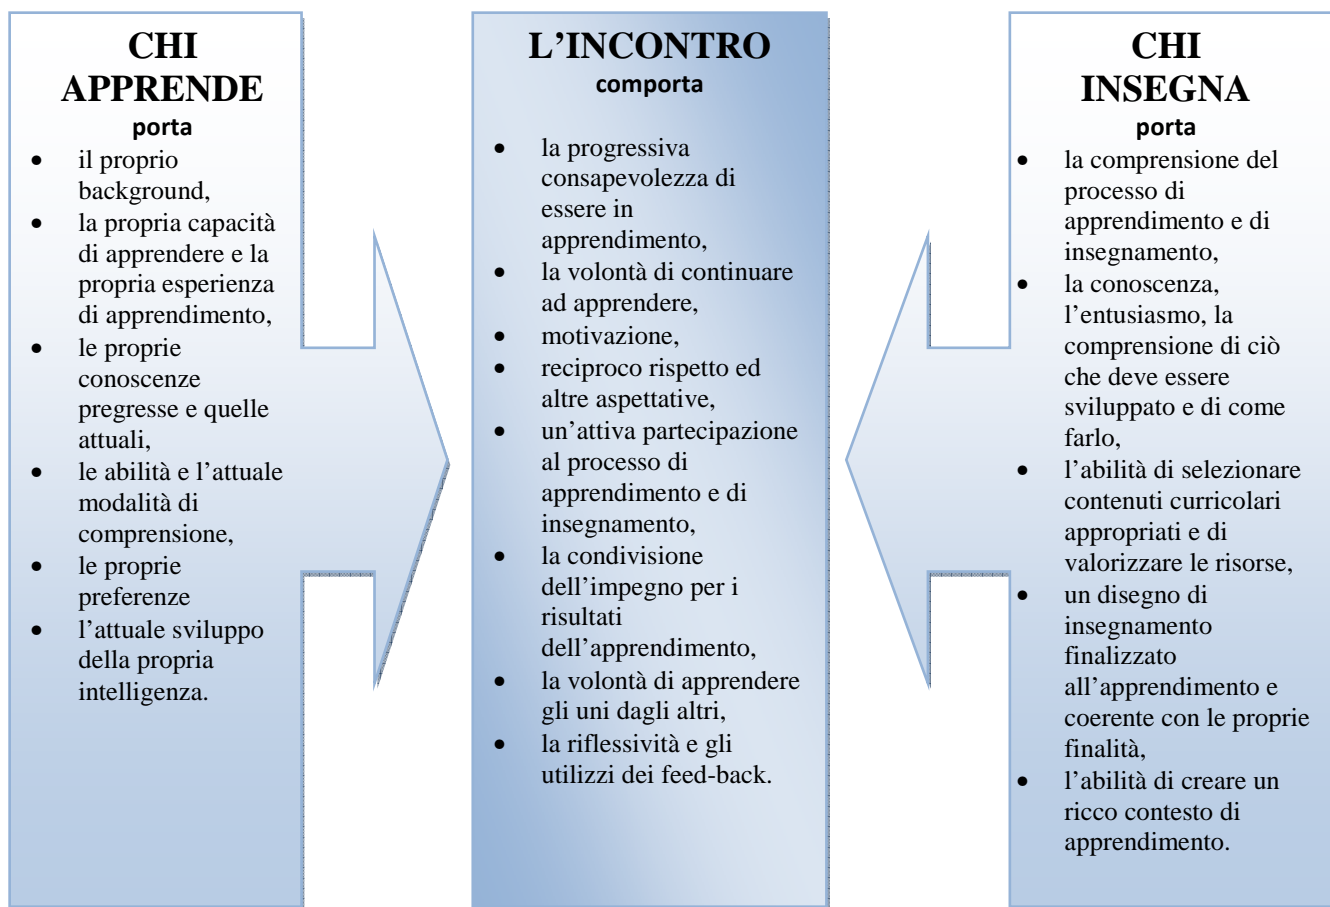 CHI
APPRENDE
porta
• il proprio
background,
• la propria capacità
di apprendere e la
propria esperienza
di apprendimento,
• le proprie
conoscenze
pregresse e quelle
attuali,
• le abilità e l’attuale
modalità di
comprensione,
• le proprie
preferenze
• l’attuale sviluppo
della propria
intelligenza.
L’INCONTRO
comporta
• la progressiva
consapevolezza di
essere in
apprendimento,
• la volontà di continuare
ad apprendere,
• motivazione,
• reciproco rispetto ed
altre aspettative,
• un’attiva partecipazione
al processo di
apprendimento e di
insegnamento,
• la condivisione
dell’impegno per i
risultati
dell’apprendimento,
• la volontà di apprendere
gli uni dagli altri,
• la riflessività e gli
utilizzi dei feed-back.
CHI
INSEGNA
porta
• la comprensione del
processo di
apprendimento e di
insegnamento,
• la conoscenza,
l’entusiasmo, la
comprensione di ciò
che deve essere
sviluppato e di come
farlo,
• l’abilità di selezionare
contenuti curricolari
appropriati e di
valorizzare le risorse,
• un disegno di
insegnamento
finalizzato
all’apprendimento e
coerente con le proprie
finalità,
• l’abilità di creare un
ricco contesto di
apprendimento.